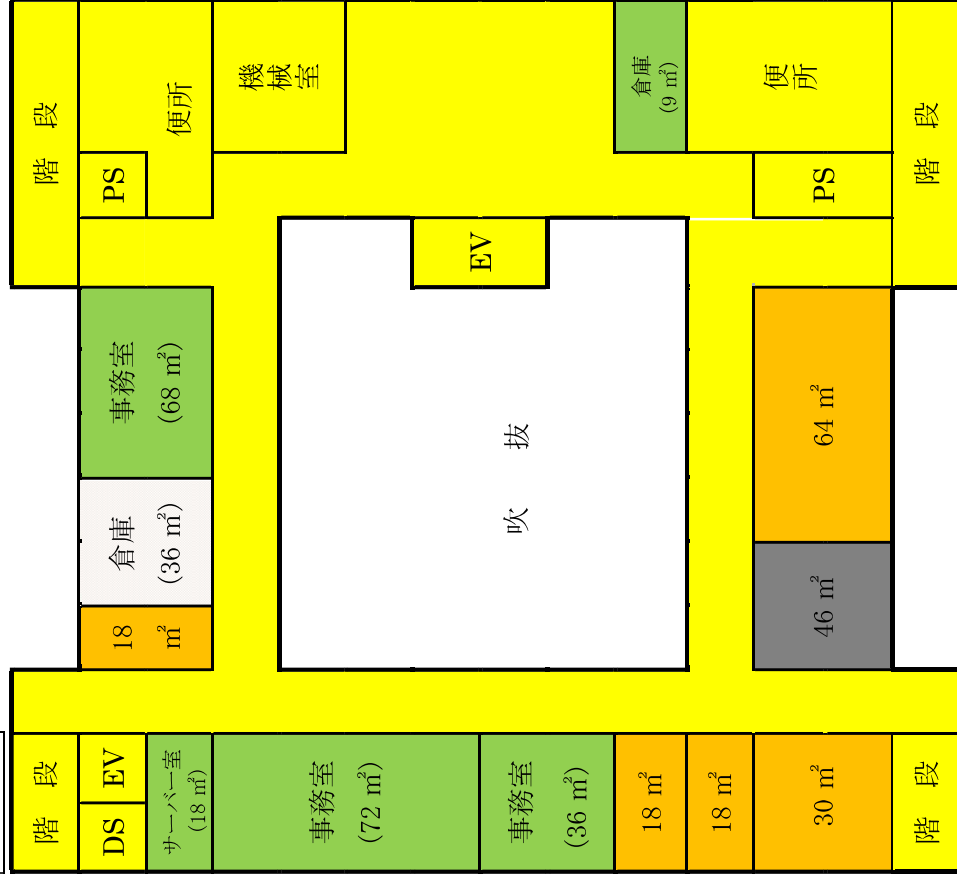 階 段
階 段
DS
EV
18
㎡
倉庫
(36 ㎡)
事務室
(68 ㎡)
PS
便所
サーバー室
(18 ㎡)
機
械
室
事務室
(72 ㎡)
EV
吹 抜
事務室
(36 ㎡)
18 ㎡
倉庫
(9 ㎡)
18 ㎡
30 ㎡
46 ㎡
64 ㎡
PS
便
所
階 段
階 段